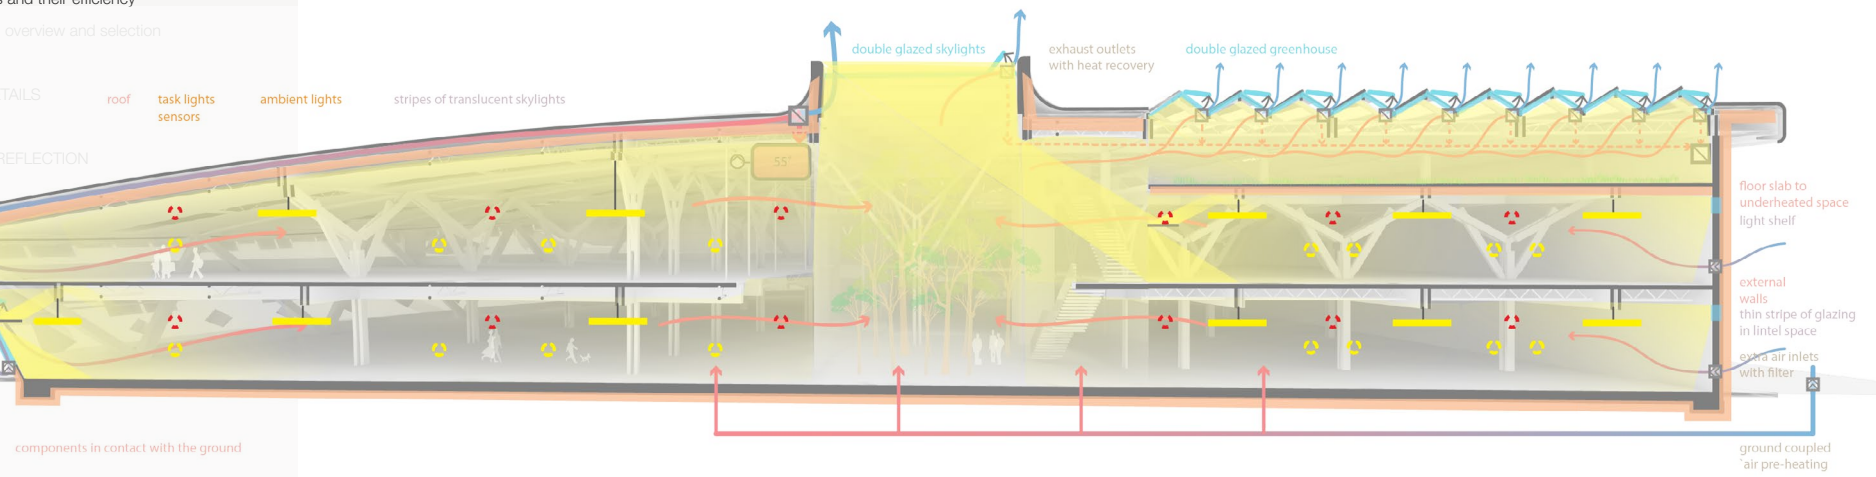 s and their efficiency
overview and selection
TAILS
REFLECTION
roof
task lights
sensors
ambient lights
stripes of translucent skylights
double glazed skylights
exhaust outlets
with heat recovery
double glazed greenhouse
55'
floor slab to
underheated space
light shelf
external
walls
thin stripe of glazing
in lintel space
extra air inlets
with filter
components in contact with the ground
ground coupled
`air pre-heating